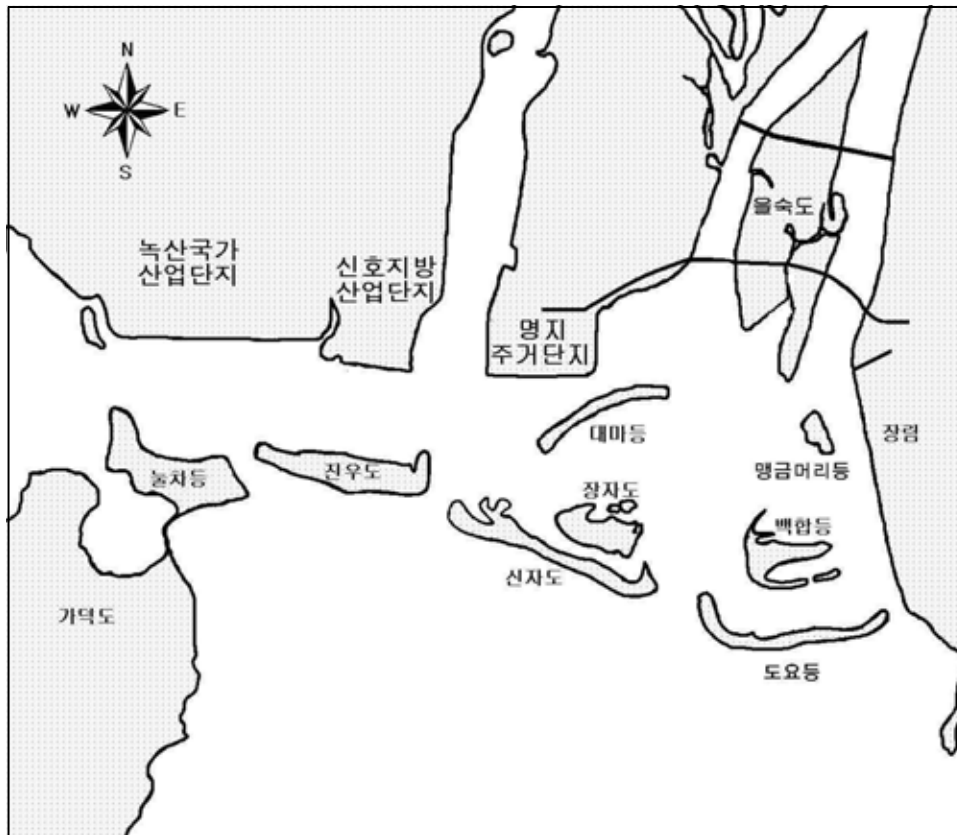 N
W E
S
을숙도
녹산국가
산업단지
신호지방
산업단지
명지
주거단지
대마등
장림
눌차등
진우도
맹금머리등
장자도
백합등
신자도
가덕도
도요등